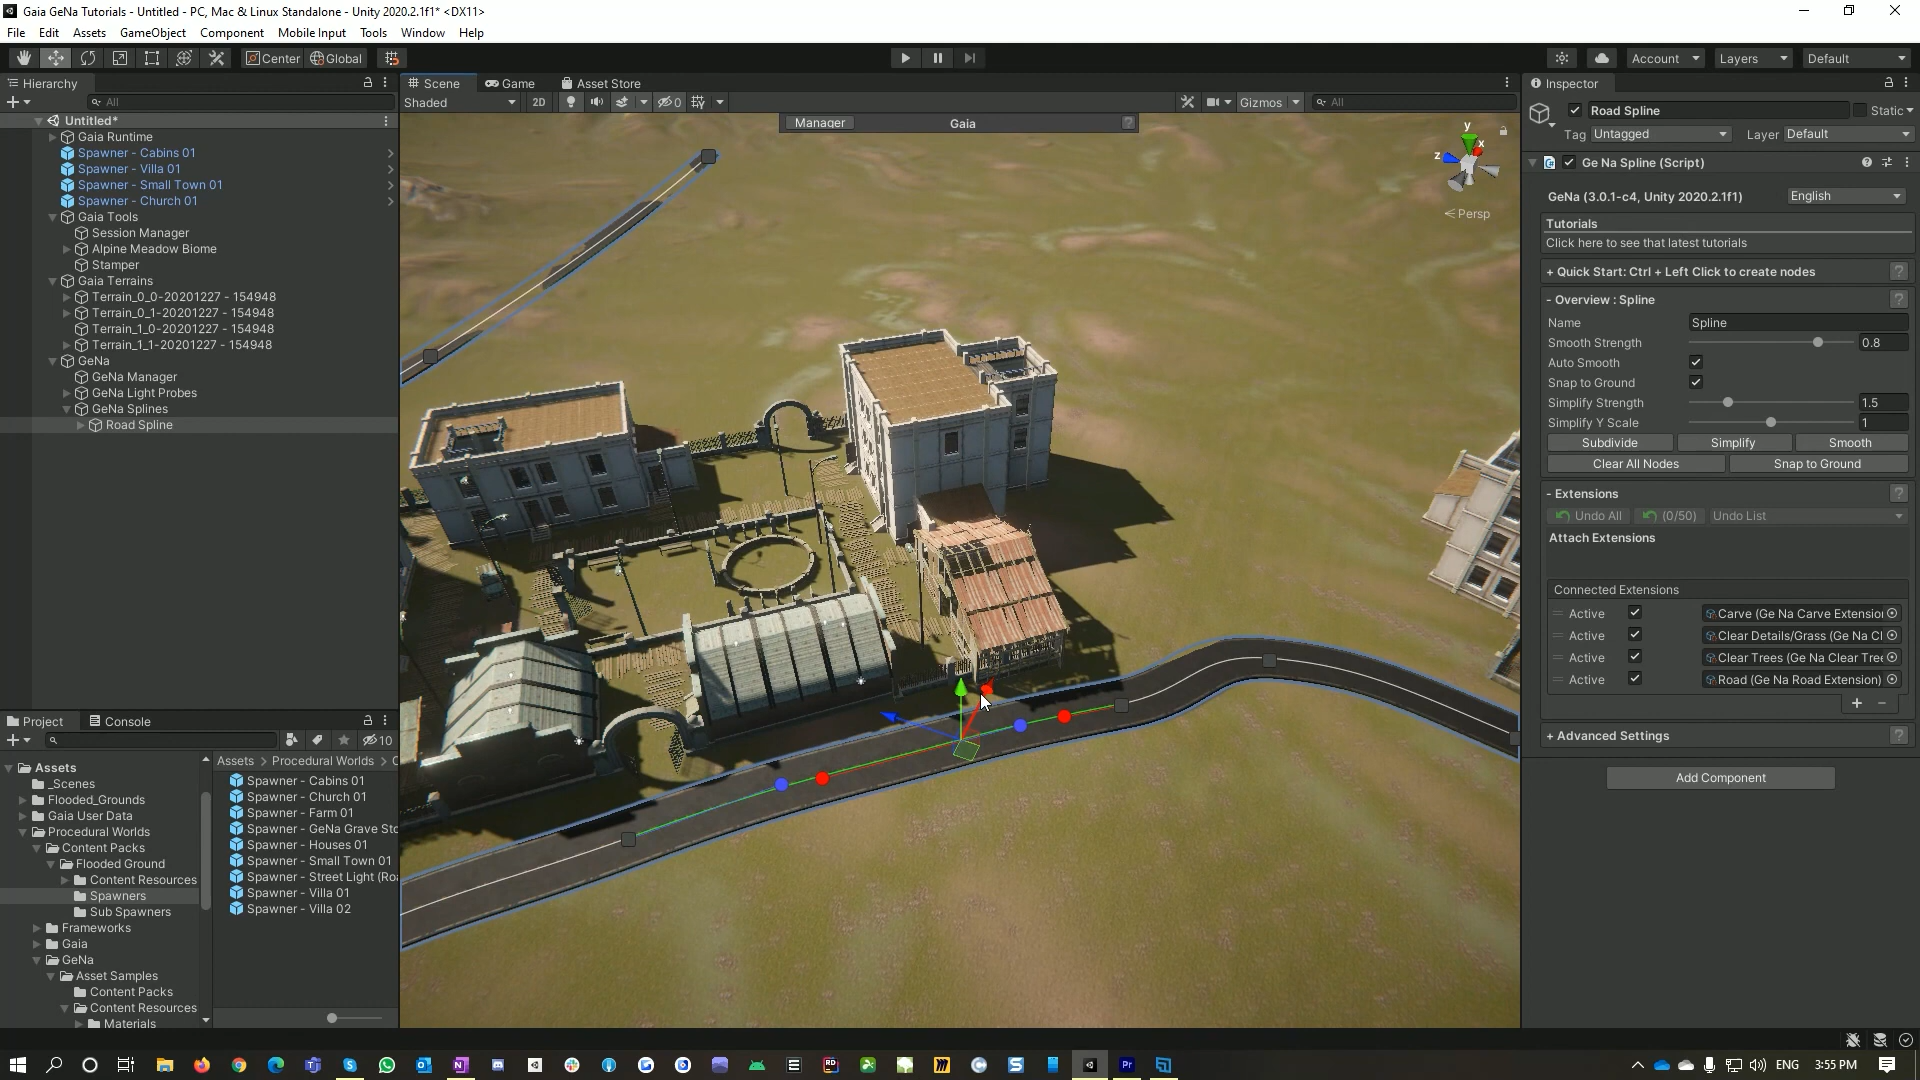 Gaia GeNa Tutorials - Untitled - PC, Mac & Linux Standalone - Unity 2020.2.1f1* <DX11>
File Edit Assets GameObject Component Mobile Input Tools Window Help
Center Global Account Layers Default
Hierarchy
All
Untitled*
Gaia Runtime
Spawner - Cabins 01
Spawner - Villa 01
Spawner - Small Town 01
Spawner - Church 01
Gaia Tools
Session Manager
Alpine Meadow Biome
Stamper
Gaia Terrains
Terrain_0_0-20201227 - 154948
Terrain_0_1-20201227 - 154948
Terrain_1_0-20201227 - 154948
Terrain_1_1-20201227 - 154948
GeNa
GeNa Manager
GeNa Light Probes
GeNa Splines
Road Spline
Scene Game Asset Store
Shaded 2D 0 Gizmos All
Manager Gaia ?
y
x
z
Persp
Project Console
10
Assets
_Scenes
Flooded_Grounds
Gaia User Data
Procedural Worlds
Content Packs
Flooded Ground
Content Resources
Spawners
Sub Spawners
Frameworks
Gaia
GeNa
Asset Samples
Content Packs
Content Resources
Materials
Assets > Procedural Worlds > C
Spawner - Cabins 01
Spawner - Church 01
Spawner - Farm 01
Spawner - GeNa Grave Sto
Spawner - Houses 01
Spawner - Small Town 01
Spawner - Street Light (Ro
Spawner - Villa 01
Spawner - Villa 02
Inspector
Road Spline Static
Tag Untagged Layer Default
Ge Na Spline (Script)
GeNa (3.0.1-c4, Unity 2020.2.1f1) English
Tutorials
Click here to see that latest tutorials
+ Quick Start: Ctrl + Left Click to create nodes ?
- Overview : Spline ?
Name Spline
Smooth Strength 0.8
Auto Smooth
Snap to Ground
Simplify Strength 1.5
Simplify Y Scale 1
Subdivide Simplify Smooth
Clear All Nodes Snap to Ground
- Extensions ?
Undo All (0/50) Undo List
Attach Extensions
Connected Extensions
Active Carve (Ge Na Carve Extension
Active Clear Details/Grass (Ge Na Cl
Active Clear Trees (Ge Na Clear Tree
Active Road (Ge Na Road Extension)
+ −
+ Advanced Settings ?
Add Component
ENG 3:55 PM